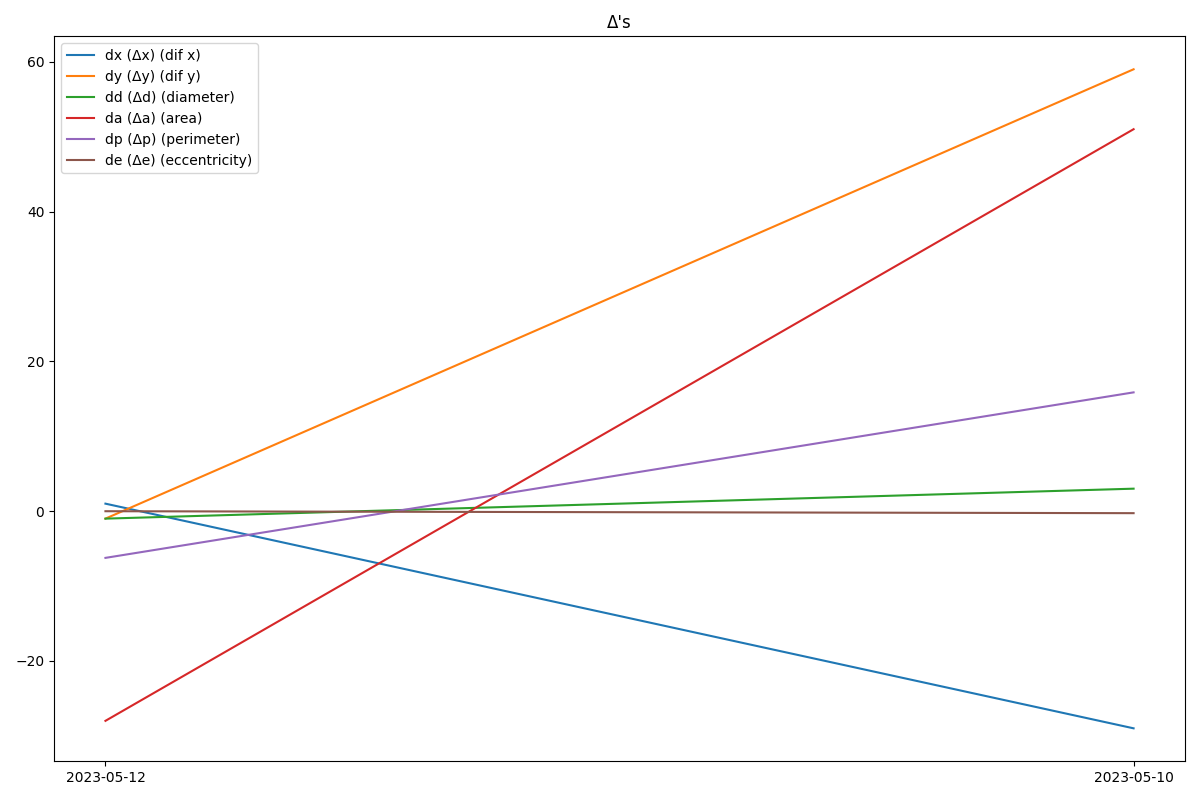 Δ's
dx (Δx) (dif x)
dy (Δy) (dif y)
dd (Δd) (diameter)
da (Δa) (area)
dp (Δp) (perimeter)
de (Δe) (eccentricity)
60
40
20
0
−20
2023-05-12
2023-05-10